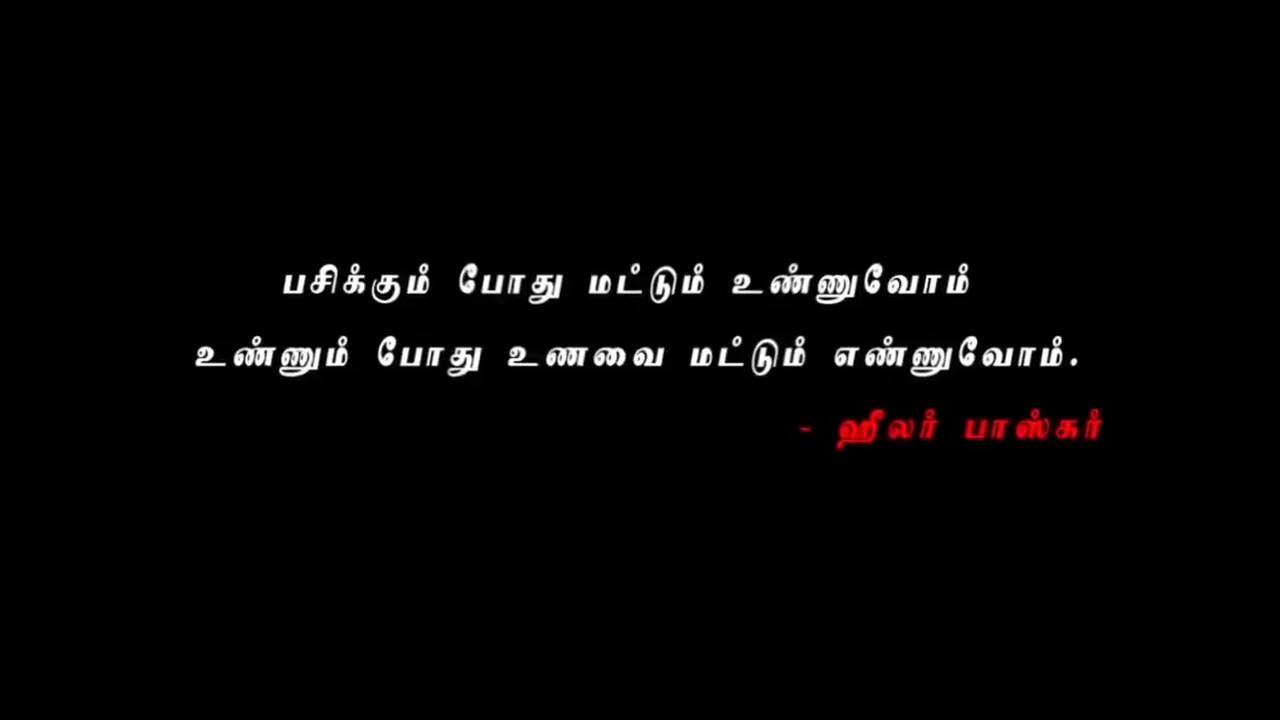 பசிக்கும் போது மட்டும் உண்ணுவோம்
உண்ணும் போது உணவை மட்டும் எண்ணுவோம்.
- ஹீலர் பாஸ்கர்